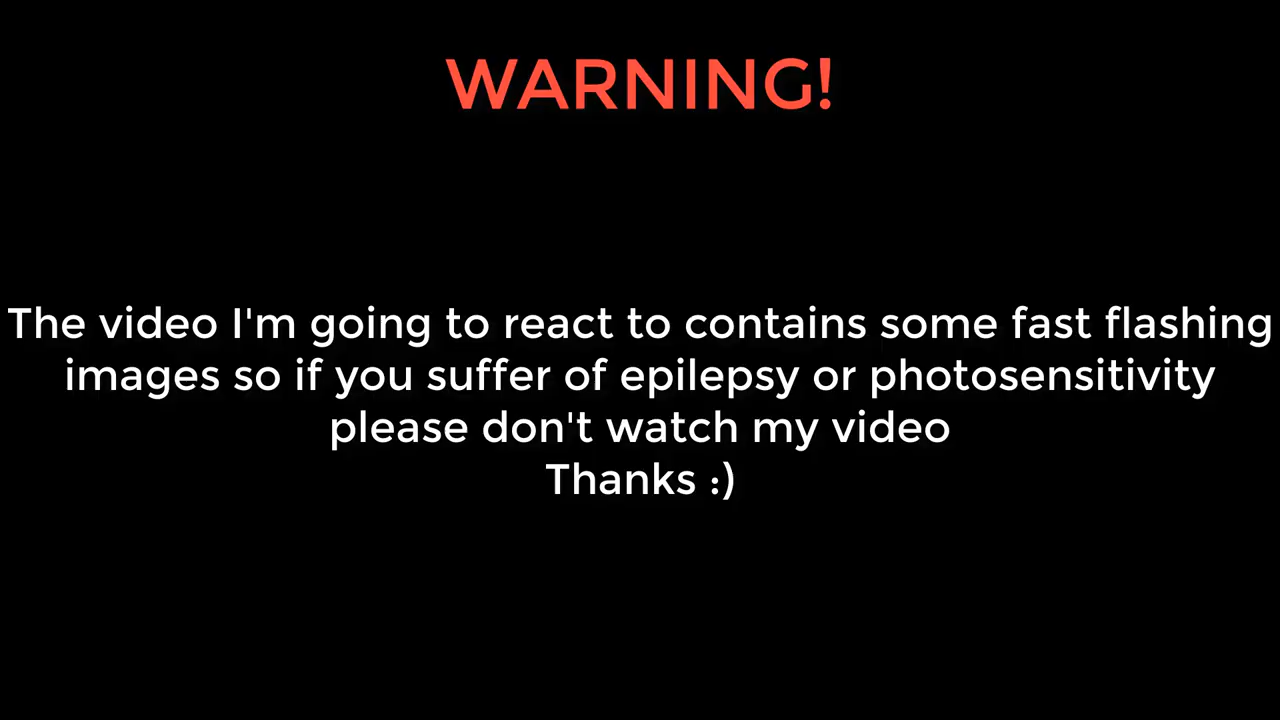 WARNING!
The video I'm going to react to contains some fast flashing
images so if you suffer of epilepsy or photosensitivity
please don't watch my video
Thanks :)